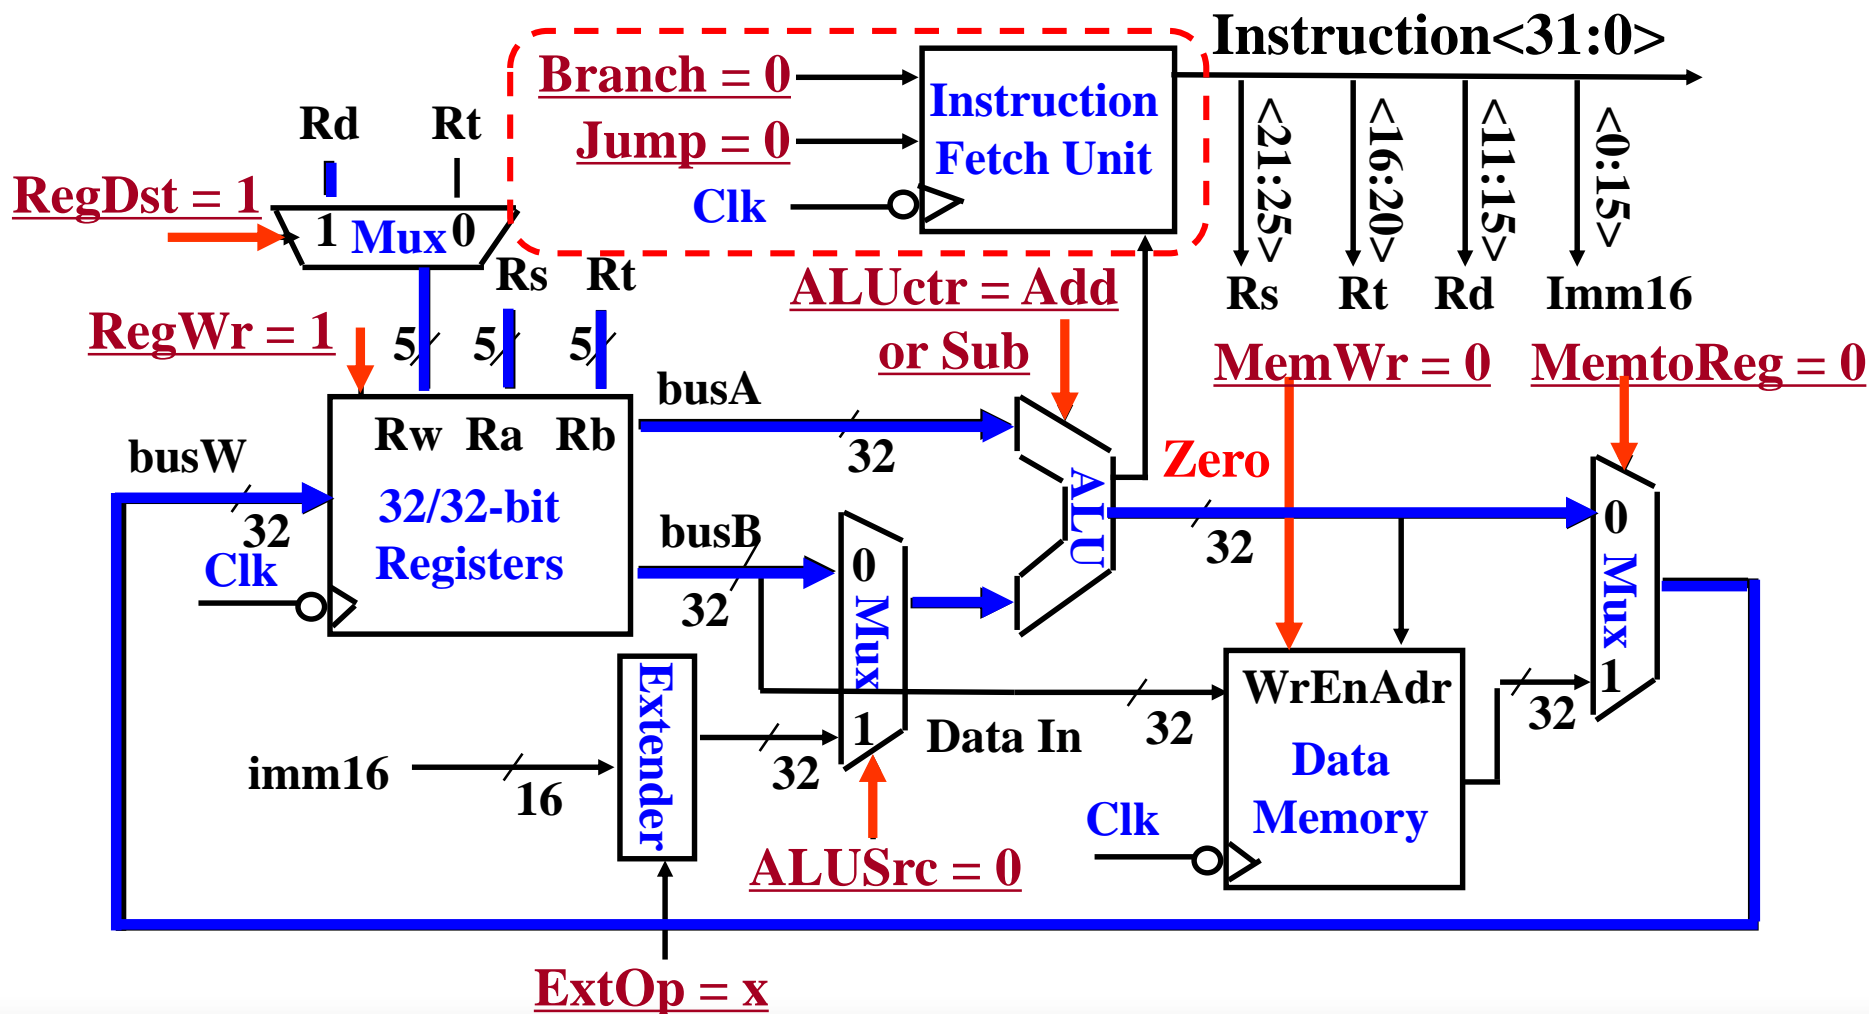 Instruction<31:0>
Branch = 0
Instruction
Fetch Unit
Jump = 0
Clk
<21:25>
<16:20>
<11:15>
<0:15>
Rd
Rt
RegDst = 1
1
Mux
0
Rs
Rt
Rs
Rt
Rd
Imm16
ALUctr = Add
or Sub
RegWr = 1
5
5
5
MemWr = 0
MemtoReg = 0
busA
32
Rw
Ra
Rb
busW
32
32/32-bit
Registers
Clk
busB
32
0
Mux
1
ALU
Zero
32
0
Mux
1
Extender
imm16
16
32
Data In
32
WrEnAdr
Data
Memory
32
Clk
ALUSrc = 0
ExtOp = x